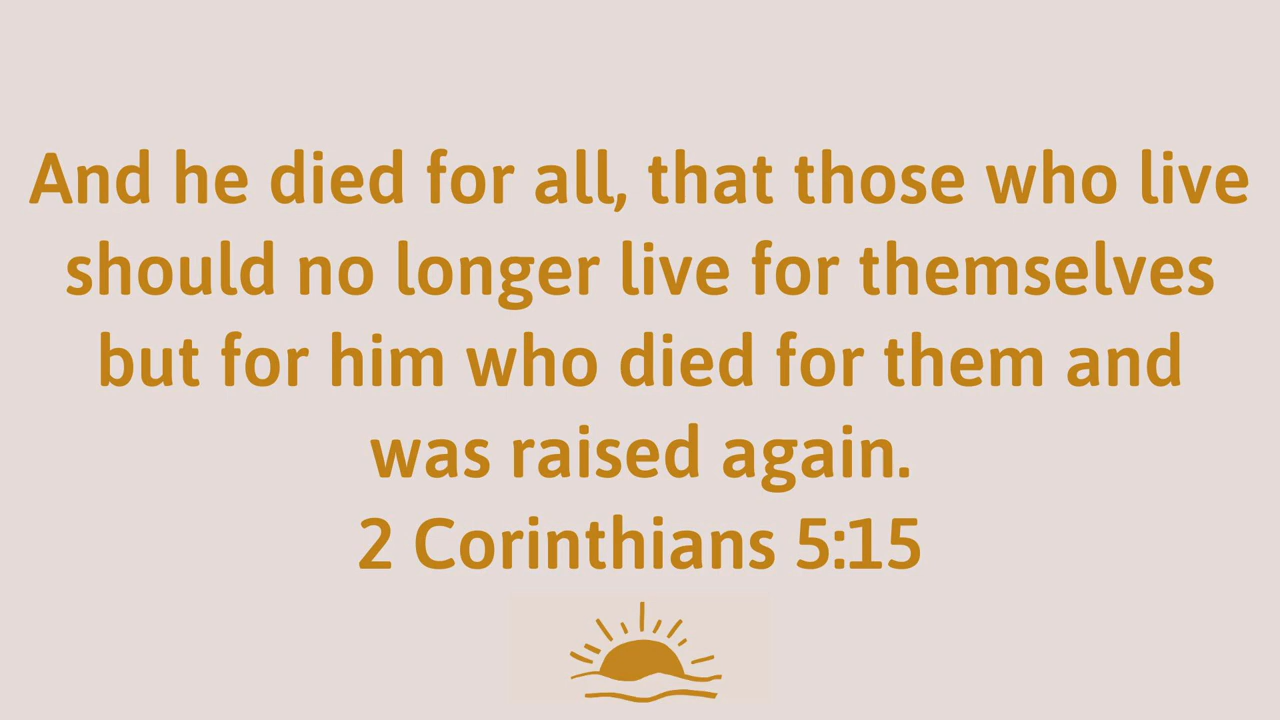 And he died for all, that those who live
should no longer live for themselves
but for him who died for them and
was raised again.
2 Corinthians 5:15